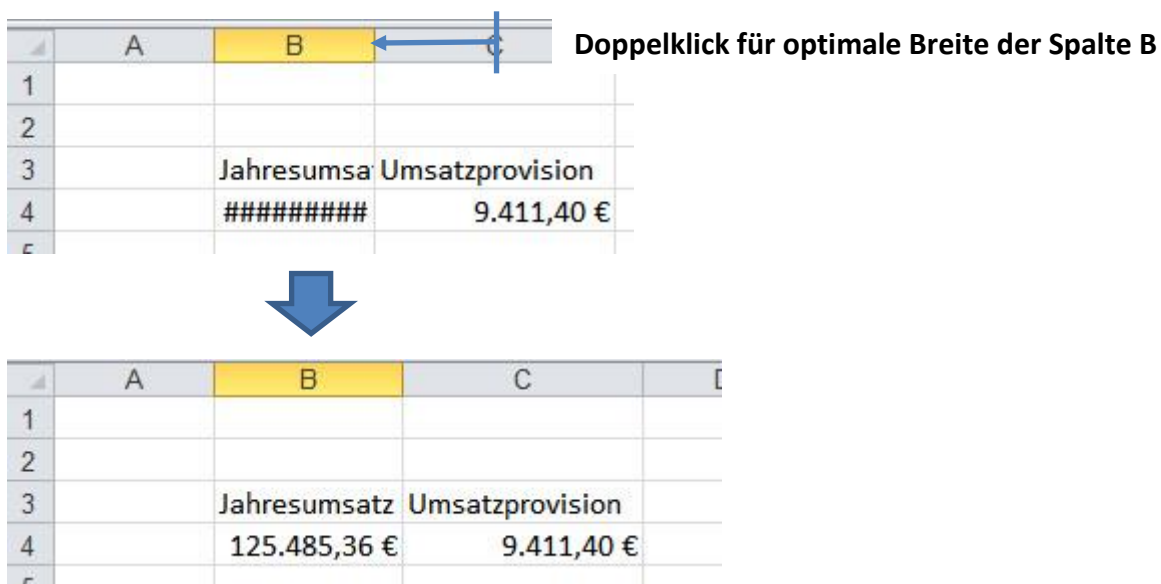 A B C Doppelklick für optimale Breite der Spalte B
1
2
3 Jahresumsa Umsatzprovision
4 ######### 9.411,40 €
A B C
1
2
3 Jahresumsatz Umsatzprovision
4 125.485,36 € 9.411,40 €